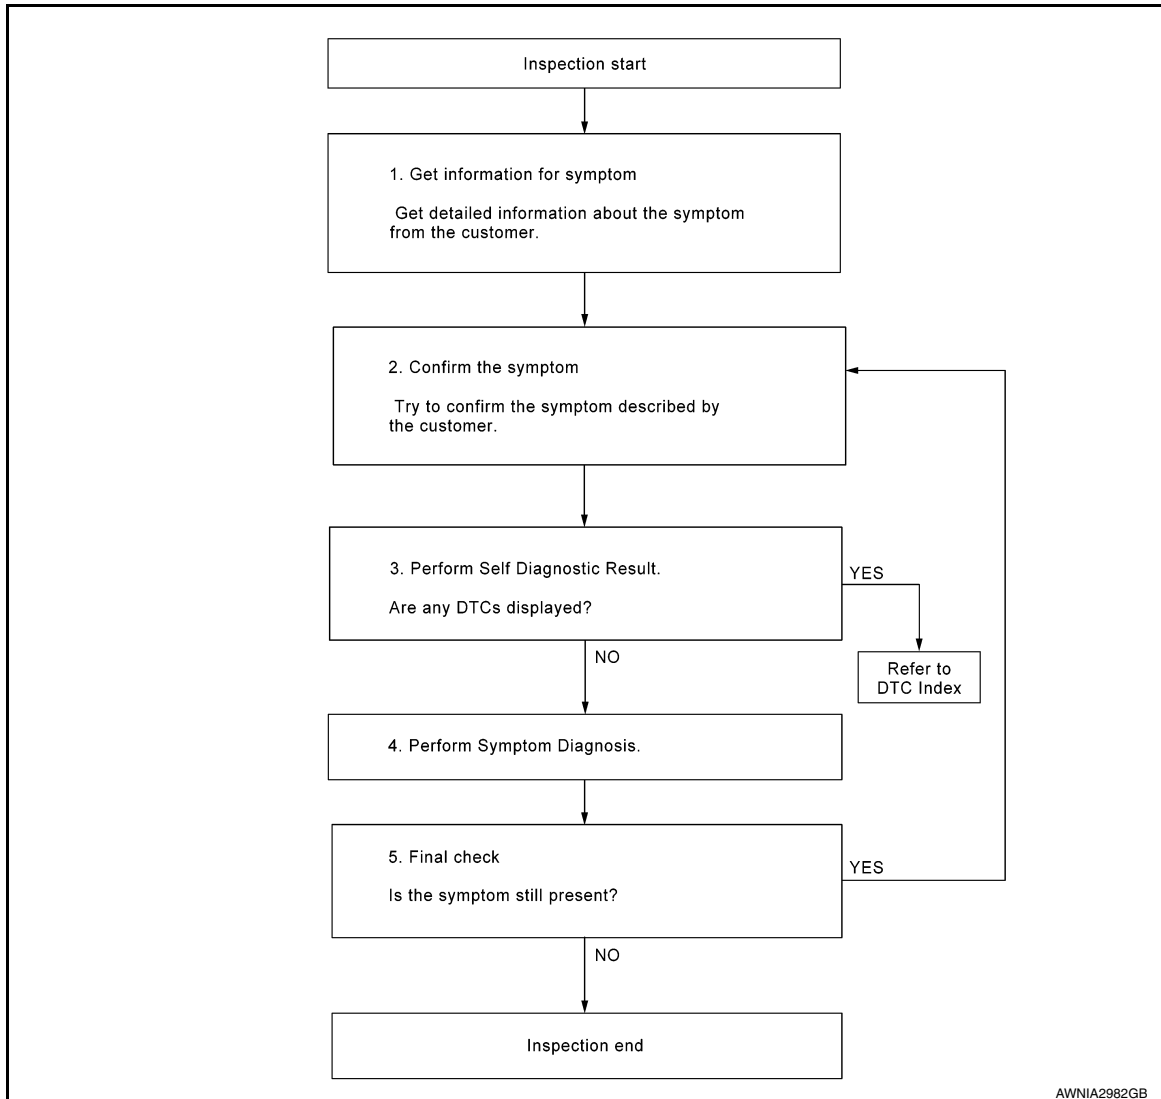 Inspection start
1. Get information for symptom
Get detailed information about the symptom
from the customer.
2. Confirm the symptom
Try to confirm the symptom described by
the customer.
3. Perform Self Diagnostic Result.
Are any DTCs displayed?
YES
Refer to
DTC Index
NO
4. Perform Symptom Diagnosis.
5. Final check
Is the symptom still present?
YES
NO
Inspection end
AWNIA2982GB